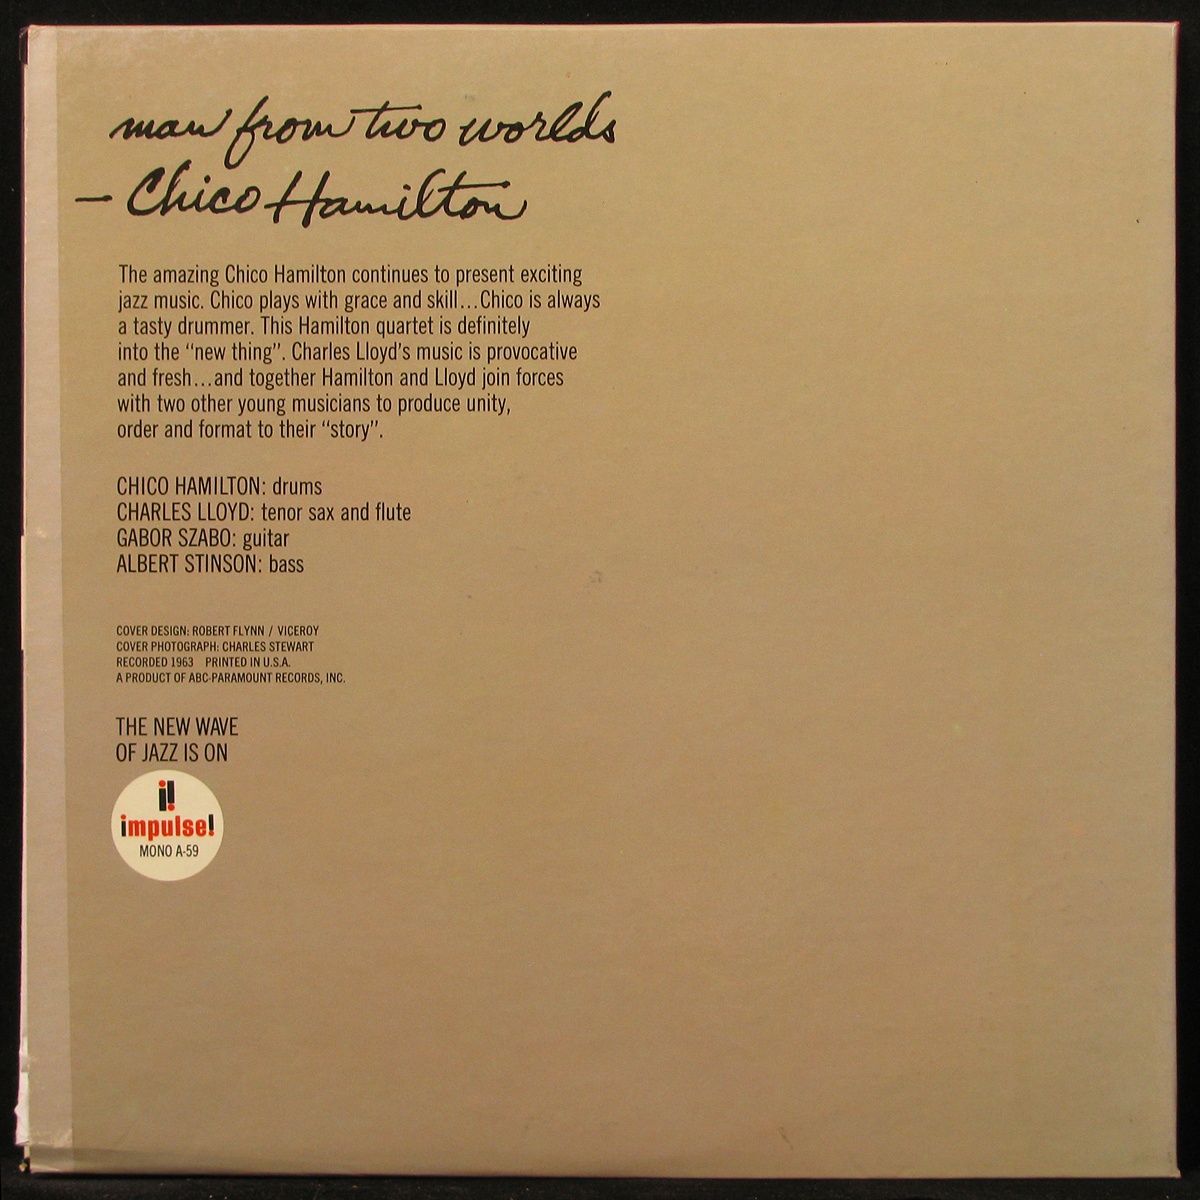 man from two worlds
– Chico Hamilton
The amazing Chico Hamilton continues to present exciting
jazz music. Chico plays with grace and skill...Chico is always
a tasty drummer. This Hamilton quartet is definitely
into the “new thing”. Charles Lloyd’s music is provocative
and fresh...and together Hamilton and Lloyd join forces
with two other young musicians to produce unity,
order and format to their “story”.
CHICO HAMILTON: drums
CHARLES LLOYD: tenor sax and flute
GABOR SZABO: guitar
ALBERT STINSON: bass
COVER DESIGN: ROBERT FLYNN / VICEROY
COVER PHOTOGRAPH: CHARLES STEWART
RECORDED 1963 PRINTED IN U.S.A.
A PRODUCT OF ABC-PARAMOUNT RECORDS, INC.
THE NEW WAVE
OF JAZZ IS ON
i!
impulse!
MONO A-59